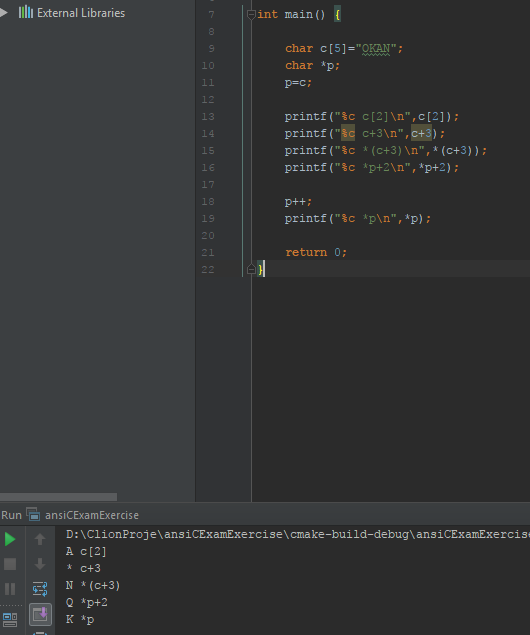 External Libraries
7 int main() {
8
9 char c[5]="OKAN";
10 char *p;
11 p=c;
12
13 printf("%c c[2]\n",c[2]);
14 printf("%c c+3\n",c+3);
15 printf("%c *(c+3)\n",*(c+3));
16 printf("%c *p+2\n",*p+2);
17
18 p++;
19 printf("%c *p\n",*p);
20
21 return 0;
22 }
Run ansiCExamExercise
D:\ClionProje\ansiCExamExercise\cmake-build-debug\ansiCExamExercise
A c[2]
* c+3
N *(c+3)
Q *p+2
K *p